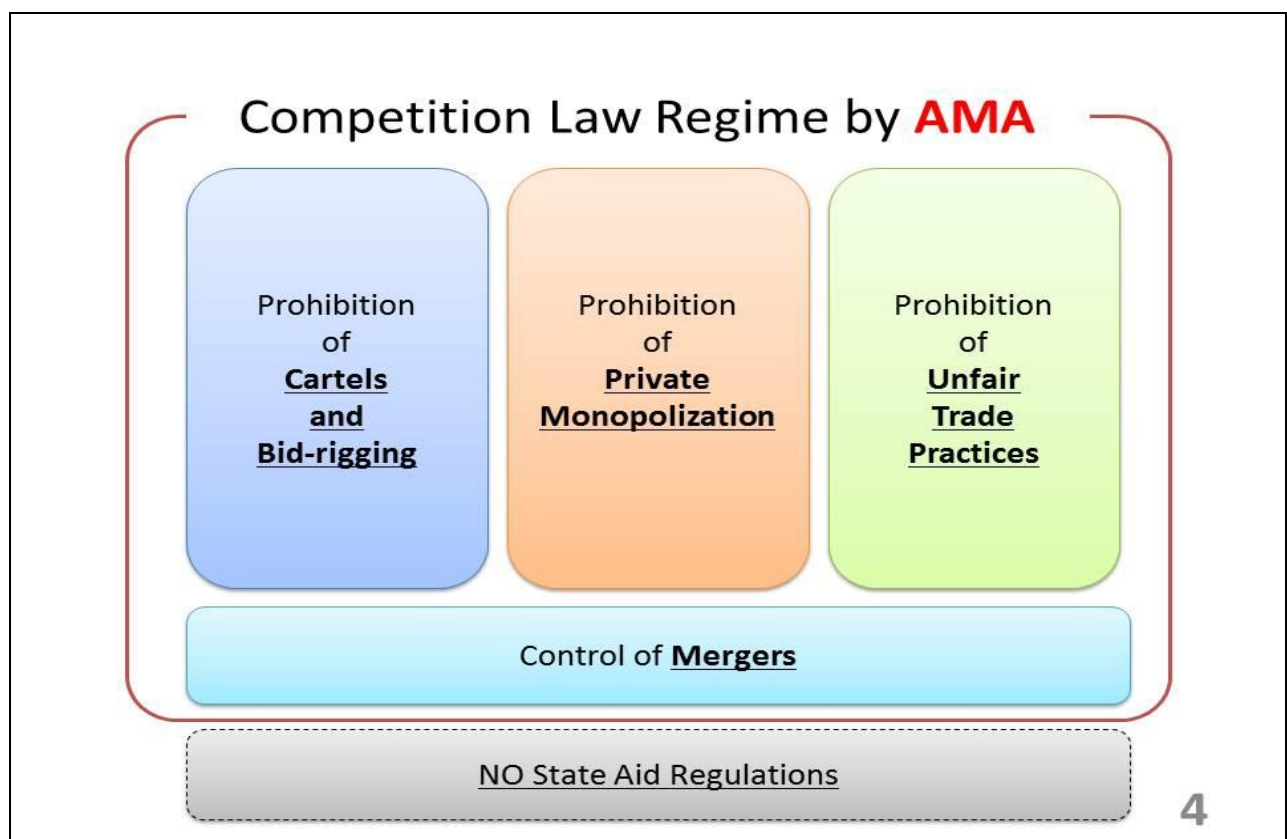 Competition Law Regime by AMA
Prohibition
of
Cartels
and
Bid-rigging
Prohibition
of
Private
Monopolization
Prohibition
of
Unfair
Trade
Practices
Control of Mergers
NO State Aid Regulations
4